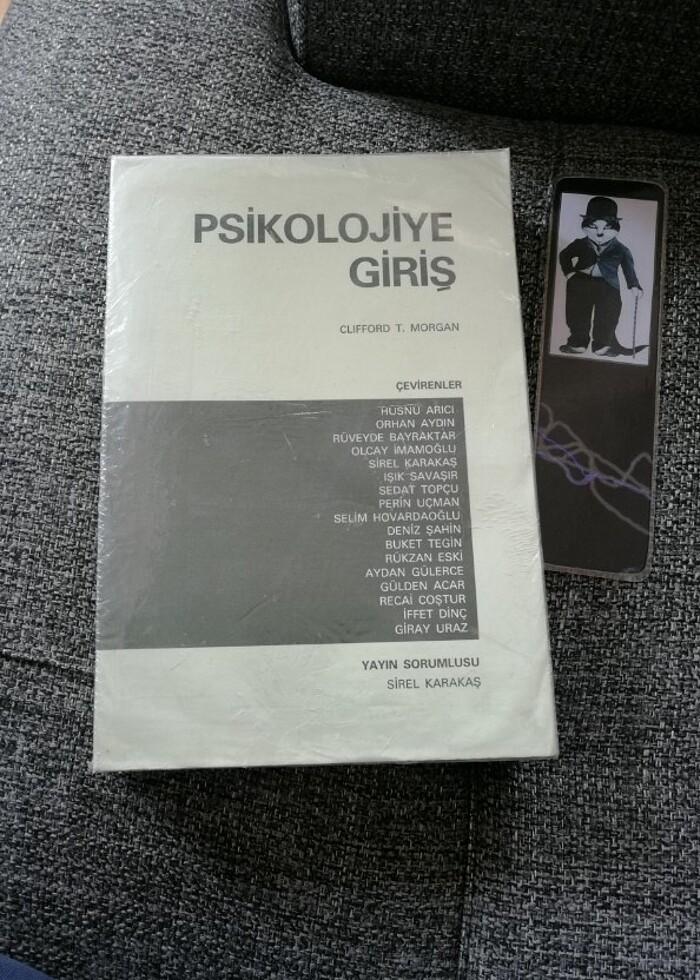 PSİKOLOJİYE
GİRİŞ
CLIFFORD T. MORGAN
ÇEVİRENLER
HÜSNÜ ARICI
ORHAN AYDIN
RÜVEYDE BAYRAKTAR
OLCAY İMAMOĞLU
SİREL KARAKAŞ
IŞIK SAVAŞIR
SEDAT TOPÇU
PERİN UÇMAN
SELİM HOVARDAOĞLU
DENİZ ŞAHİN
BUKET TEGİN
RÜKZAN ESKİ
AYDAN GÜLERCE
GÜLDEN ACAR
RECAİ COŞTUR
İFFET DİNÇ
GİRAY URAZ
YAYIN SORUMLUSU
SİREL KARAKAŞ